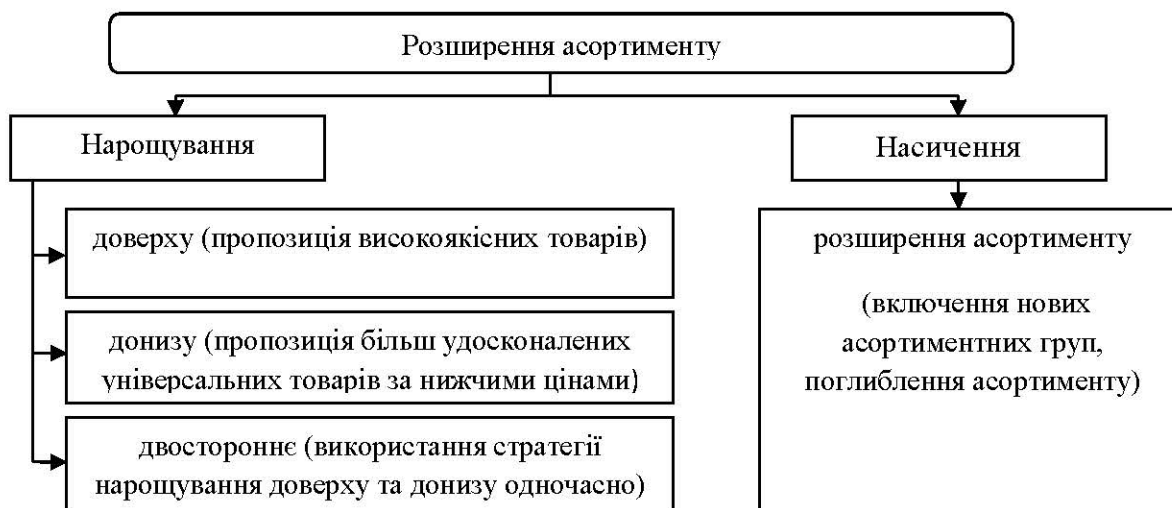 Розширення асортименту
Нарощування
Насичення
доверху (пропозиція високоякісних товарів)
донизу (пропозиція більш удосконалених
універсальних товарів за нижчими цінами)
двостороннє (використання стратегії
нарощування доверху та донизу одночасно)
розширення асортименту
(включення нових
асортиментних груп,
поглиблення асортименту)